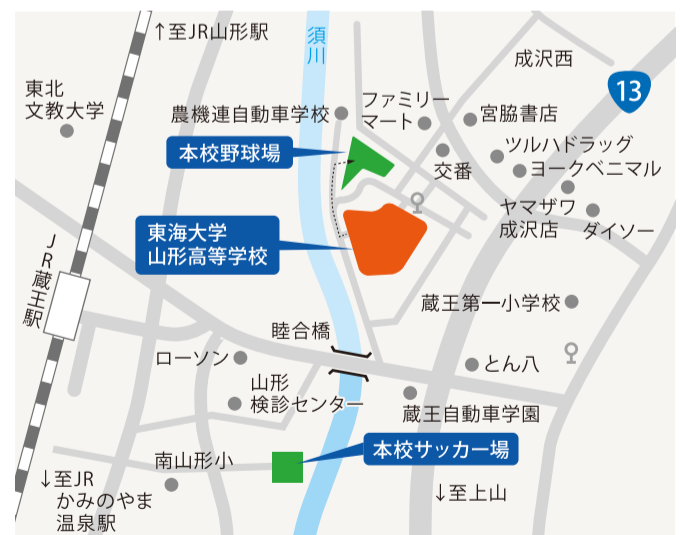 ↑至JR山形駅
須川
成沢西
13
東北
文教大学
農機連自動車学校
ファミリー
マート
宮脇書店
本校野球場
交番
ツルハドラッグ
ヨークベニマル
ヤマザワ
成沢店
ダイソー
東海大学
山形高等学校
JR蔵王駅
蔵王第一小学校
睦合橋
ローソン
とん八
山形
検診センター
蔵王自動車学園
本校サッカー場
南山形小
↓至JR
かみのやま
温泉駅
↓至上山